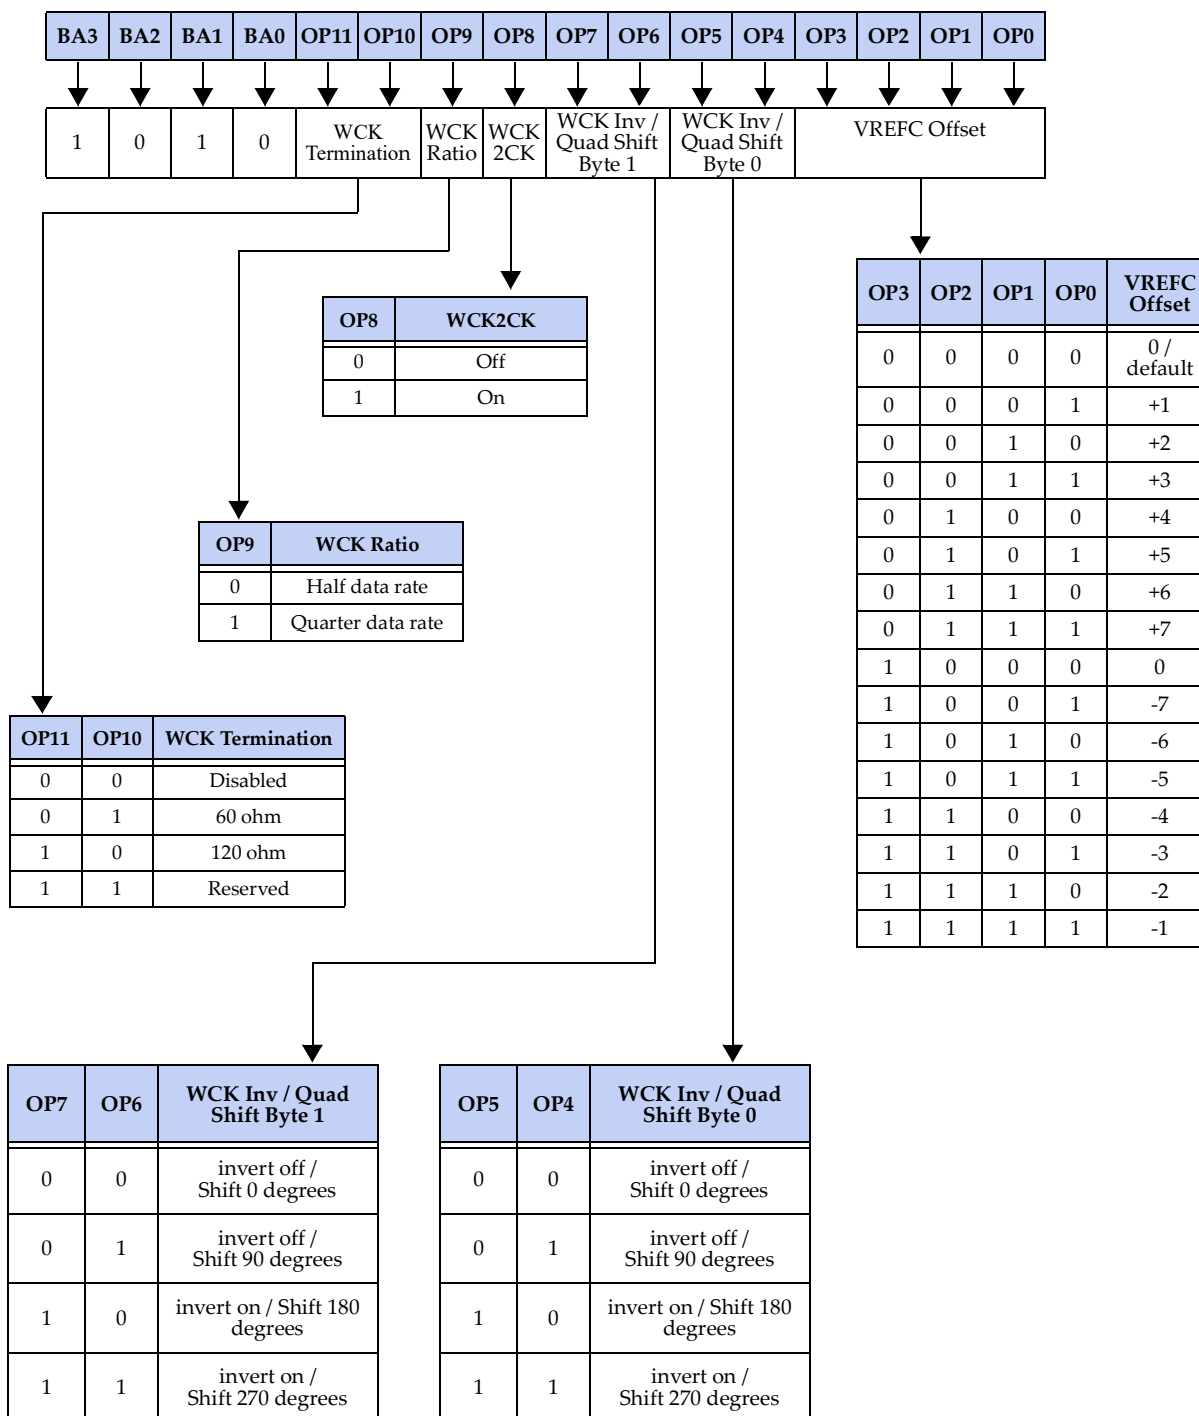 BA3 BA2 BA1 BA0 OP11 OP10 OP9 OP8 OP7 OP6 OP5 OP4 OP3 OP2 OP1 OP0
1 0 1 0
WCK
Termination
WCK
Ratio
WCK
2CK
WCK Inv /
Quad Shift
Byte 1
WCK Inv /
Quad Shift
Byte 0
VREFC Offset
OP3 OP2 OP1 OP0 VREFC
Offset
0 0 0 0 0 /
default
0 0 0 1 +1
0 0 1 0 +2
0 0 1 1 +3
0 1 0 0 +4
0 1 0 1 +5
0 1 1 0 +6
0 1 1 1 +7
1 0 0 0 0
1 0 0 1 -7
1 0 1 0 -6
1 0 1 1 -5
1 1 0 0 -4
1 1 0 1 -3
1 1 1 0 -2
1 1 1 1 -1
OP8 WCK2CK
0 Off
1 On
OP9 WCK Ratio
0 Half data rate
1 Quarter data rate
OP11 OP10 WCK Termination
0 0 Disabled
0 1 60 ohm
1 0 120 ohm
1 1 Reserved
OP7 OP6 WCK Inv / Quad
Shift Byte 1
0 0 invert off /
Shift 0 degrees
0 1 invert off /
Shift 90 degrees
1 0 invert on / Shift 180
degrees
1 1 invert on /
Shift 270 degrees
OP5 OP4 WCK Inv / Quad
Shift Byte 0
0 0 invert off /
Shift 0 degrees
0 1 invert off /
Shift 90 degrees
1 0 invert on / Shift 180
degrees
1 1 invert on /
Shift 270 degrees